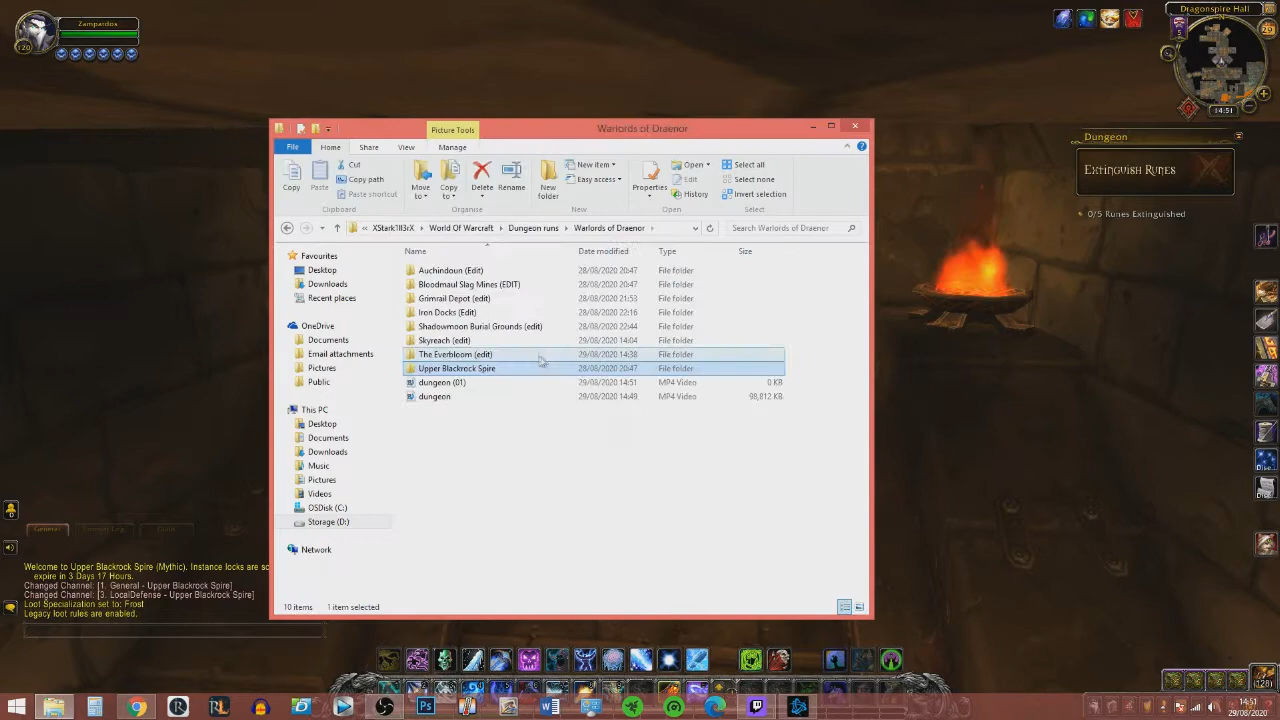 Zampardos
120
Dragonspire Hall
29
5
14:51
Dungeon
Extinguish Runes
0/5 Runes Extinguished
Picture Tools
Warlords of Draenor
File
Home
Share
View
Manage
Copy
Paste
Cut
Copy path
Paste shortcut
Move to
Copy to
Delete
Rename
New folder
New item
Easy access
Properties
Open
Edit
History
Select all
Select none
Invert selection
Clipboard
Organise
New
Open
Select
« XStark1ll3rX World Of Warcraft Dungeon runs Warlords of Draenor
Search Warlords of Draenor
Name Date modified Type Size
Favourites
Desktop
Downloads
Recent places
OneDrive
Documents
Email attachments
Pictures
Public
This PC
Desktop
Documents
Downloads
Music
Pictures
Videos
OSDisk (C:)
Storage (D:)
Network
Auchindoun (Edit) 28/08/2020 20:47 File folder
Bloodmaul Slag Mines (EDIT) 28/08/2020 20:47 File folder
Grimrail Depot (edit) 28/08/2020 21:53 File folder
Iron Docks (Edit) 28/08/2020 22:16 File folder
Shadowmoon Burial Grounds (edit) 28/08/2020 22:44 File folder
Skyreach (edit) 29/08/2020 14:04 File folder
The Everbloom (edit) 29/08/2020 14:38 File folder
Upper Blackrock Spire 28/08/2020 20:47 File folder
dungeon (01) 29/08/2020 14:51 MP4 Video 0 KB
dungeon 29/08/2020 14:49 MP4 Video 98,812 KB
10 items 1 item selected
General
Welcome to Upper Blackrock Spire (Mythic). Instance locks are sc
expire in 3 Days 17 Hours.
Changed Channel: [1. General - Upper Blackrock Spire]
Changed Channel: [3. LocalDefense - Upper Blackrock Spire]
Loot Specialization set to: Frost
Legacy loot rules are enabled.
(128)
Ps
14:51
29/08/2020